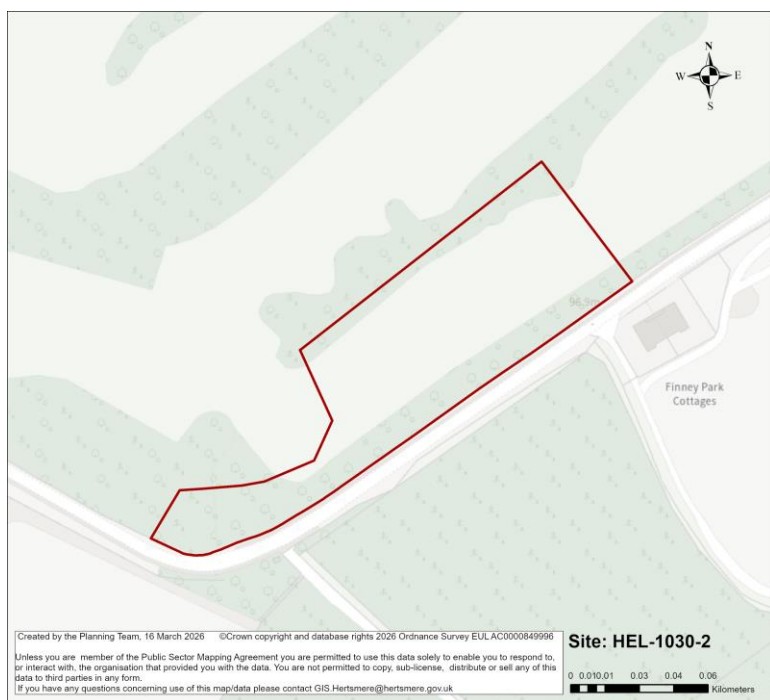 N
W E
S
96.9m
Finney Park
Cottages
Created by the Planning Team, 16 March 2026 ©Crown copyright and database rights 2026 Ordnance Survey EUL AC0000849996
Unless you are member of the Public Sector Mapping Agreement you are permitted to use this data solely to enable you to respond to,
or interact with, the organisation that provided you with the data. You are not permitted to copy, sub-license, distribute or sell any of this
data to third parties in any form.
If you have any questions concerning use of this map/data please contact GIS.Hertsmere@hertsmere.gov.uk
Site: HEL-1030-2
0 0.010.01 0.03 0.04 0.06
Kilometers